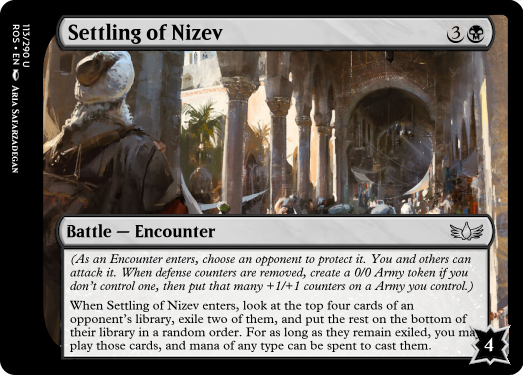 Settling of Nizev
3
Battle — Encounter
(As an Encounter enters, choose an opponent to protect it. You and others can
attack it. When defense counters are removed, create a 0/0 Army token if you
don't control one, then put that many +1/+1 counters on an Army you control.)
When Settling of Nizev enters, look at the top four cards of an
opponent's library, exile two of them, and put the rest on the bottom of
their library in a random order. For as long as they remain exiled, you may
play those cards, and mana of any type can be spent to cast them.
4
113/290 U
ROS • EN Aria Safarzadegan